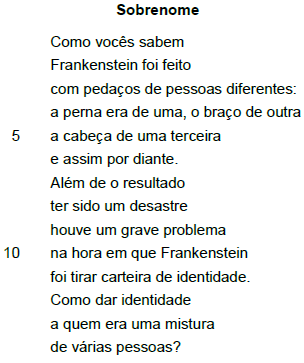 Sobrenome
Como vocês sabem
Frankenstein foi feito
com pedaços de pessoas diferentes:
a perna era de uma, o braço de outra
5 a cabeça de uma terceira
e assim por diante.
Além de o resultado
ter sido um desastre
houve um grave problema
10 na hora em que Frankenstein
foi tirar carteira de identidade.
Como dar identidade
a quem era uma mistura
de várias pessoas?